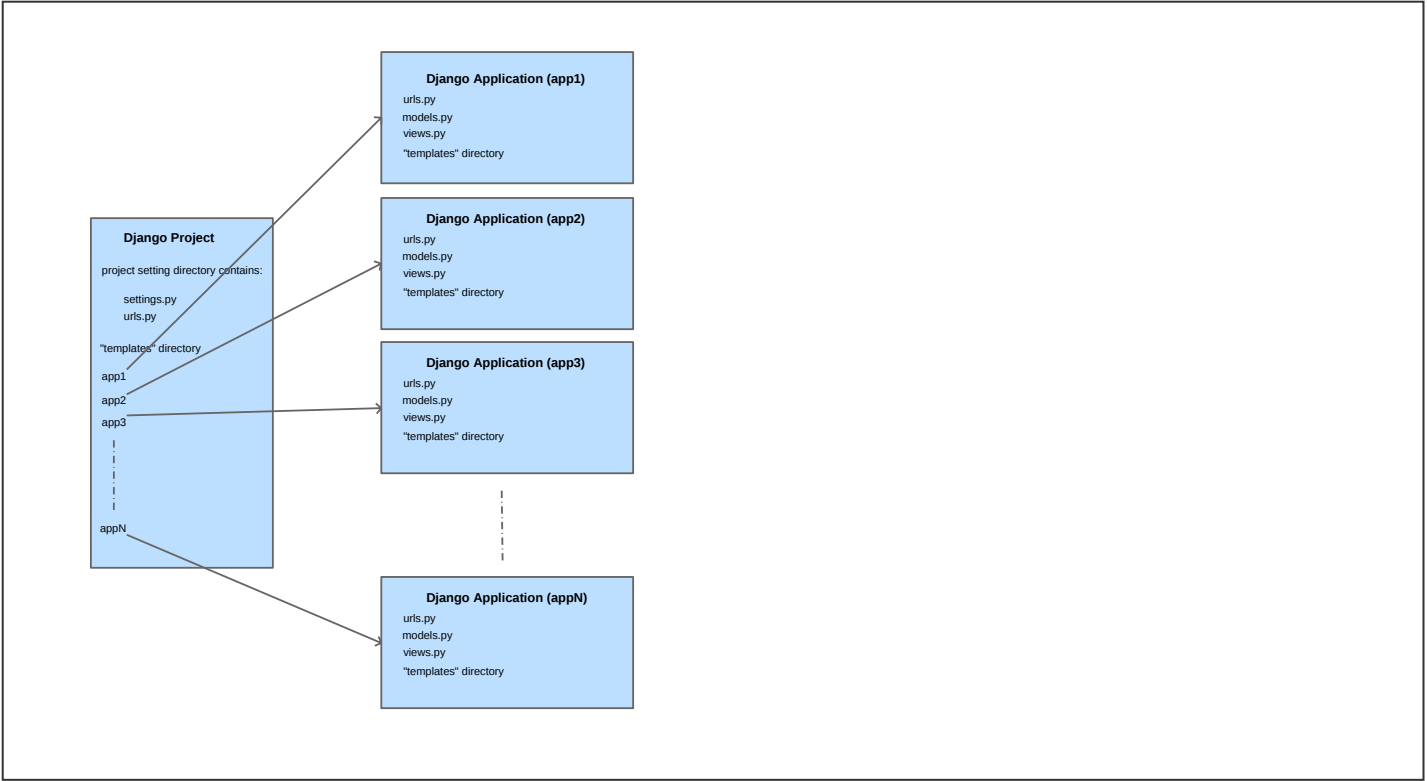 Django Project
project setting directory contains:
settings.py
urls.py
"templates" directory
app1
app2
app3
appN
Django Application (app1)
urls.py
models.py
views.py
"templates" directory
Django Application (app2)
urls.py
models.py
views.py
"templates" directory
Django Application (app3)
urls.py
models.py
views.py
"templates" directory
Django Application (appN)
urls.py
models.py
views.py
"templates" directory